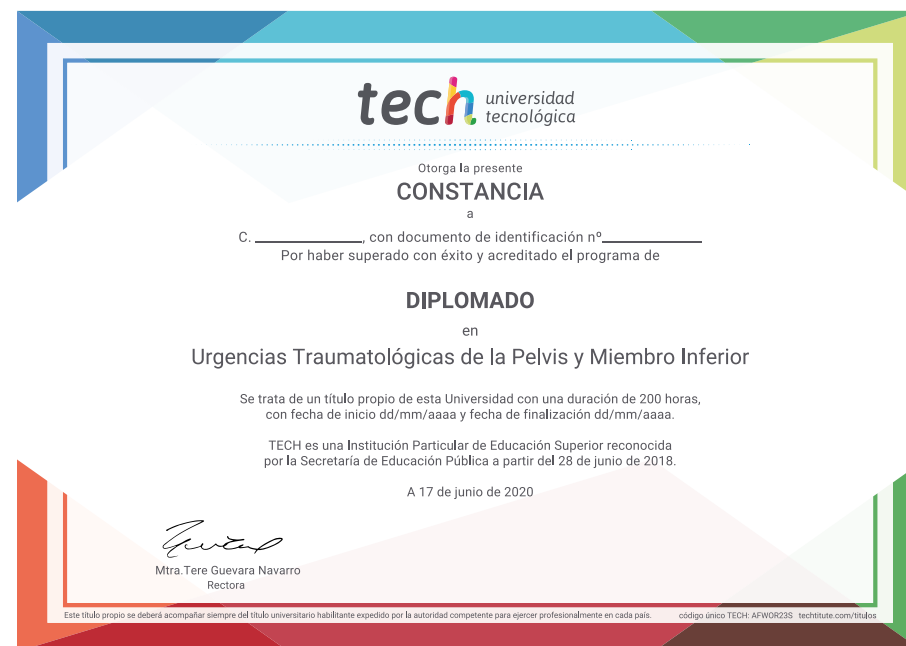 tech universidad
tecnológica
Otorga la presente
CONSTANCIA
a
C. ____________, con documento de identificación nº____________
Por haber superado con éxito y acreditado el programa de
DIPLOMADO
en
Urgencias Traumatológicas de la Pelvis y Miembro Inferior
Se trata de un título propio de esta Universidad con una duración de 200 horas,
con fecha de inicio dd/mm/aaaa y fecha de finalización dd/mm/aaaa.
TECH es una Institución Particular de Educación Superior reconocida
por la Secretaría de Educación Pública a partir del 28 de junio de 2018.
A 17 de junio de 2020
Mtra.Tere Guevara Navarro
Rectora
Este título propio se deberá acompañar siempre del título universitario habilitante expedido por la autoridad competente para ejercer profesionalmente en cada país. código único TECH: AFWOR23S techtitute.com/titulos